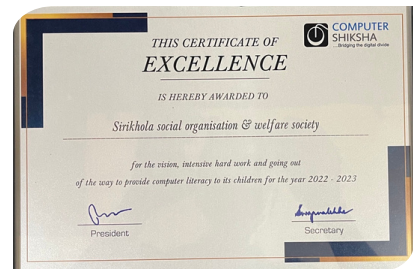 COMPUTER
SHIKSHA
...Bridging the digital divide
THIS CERTIFICATE OF
EXCELLENCE
IS HEREBY AWARDED TO
Sirikhola social organisation & welfare society
for the vision, intensive hard work and going out
of the way to provide computer literacy to its children for the year 2022 - 2023
President
Secretary